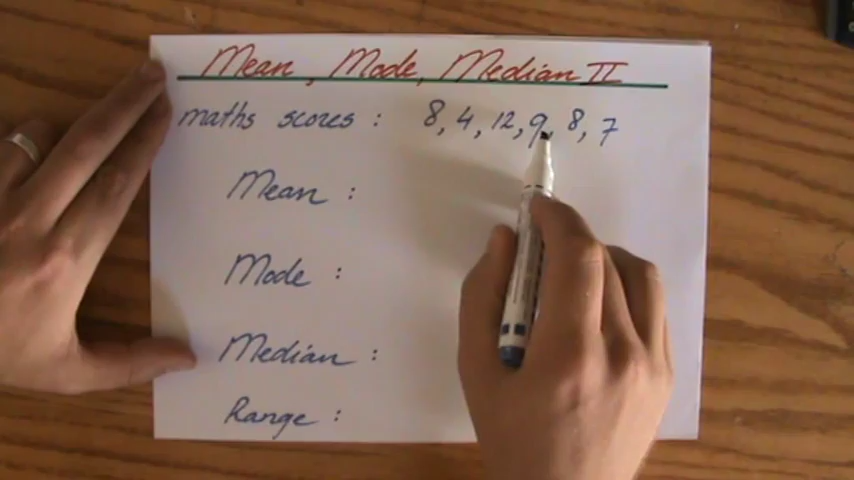 Mean, Mode, Median II
maths scores : 8, 4, 12, 9, 8, 7
Mean :
Mode :
Median :
Range :